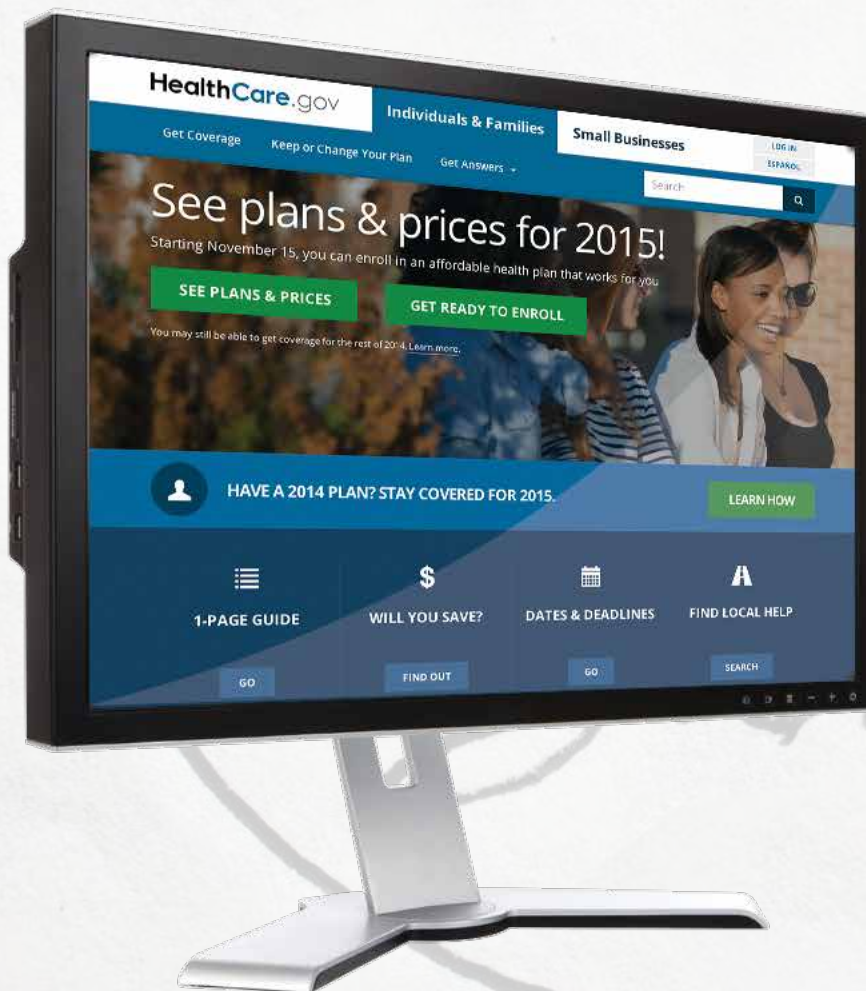 HealthCare.gov
Individuals & Families
Small Businesses
LOG IN
ESPAÑOL
Get Coverage
Keep or Change Your Plan
Get Answers
Search
See plans & prices for 2015!
Starting November 15, you can enroll in an affordable health plan that works for you
SEE PLANS & PRICES
GET READY TO ENROLL
You may still be able to get coverage for the rest of 2014. Learn more.
HAVE A 2014 PLAN? STAY COVERED FOR 2015.
LEARN HOW
1-PAGE GUIDE
WILL YOU SAVE?
DATES & DEADLINES
FIND LOCAL HELP
GO
FIND OUT
GO
SEARCH